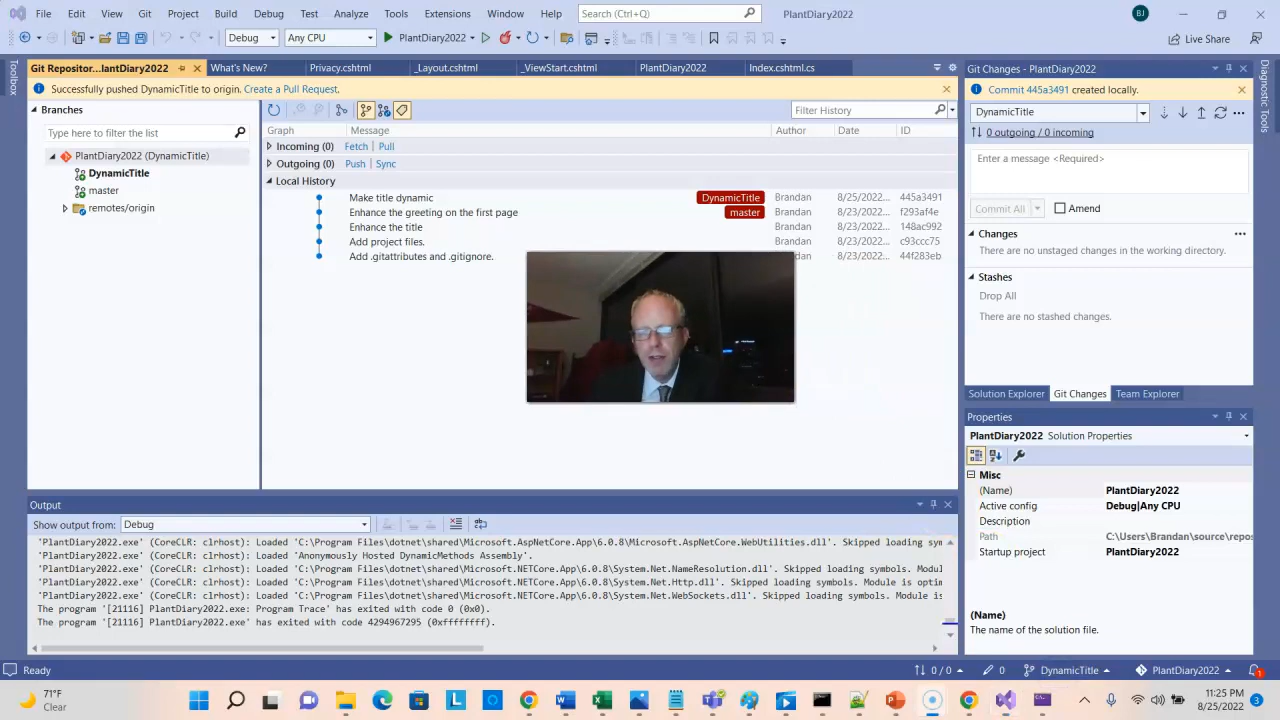 File Edit View Git Project Build Debug Test Analyze Tools Extensions Window Help Search (Ctrl+Q) PlantDiary2022 BJ
Debug Any CPU PlantDiary2022 Live Share
Toolbox
Git Repositor...lantDiary2022 What's New? Privacy.cshtml _Layout.cshtml _ViewStart.cshtml PlantDiary2022 Index.cshtml.cs
Successfully pushed DynamicTitle to origin. Create a Pull Request.
Branches
Type here to filter the list
PlantDiary2022 (DynamicTitle)
DynamicTitle
master
remotes/origin
Filter History
Graph Message Author Date ID
Incoming (0) Fetch Pull
Outgoing (0) Push Sync
Local History
Make title dynamic DynamicTitle Brandan 8/25/2022... 445a3491
Enhance the greeting on the first page master Brandan 8/23/2022... f293af4e
Enhance the title Brandan 8/23/2022... 148ac992
Add project files. Brandan 8/23/2022... c93ccc75
Add .gitattributes and .gitignore. 8/23/2022... 44f283eb
Git Changes - PlantDiary2022
Commit 445a3491 created locally.
DynamicTitle
0 outgoing / 0 incoming
Enter a message <Required>
Commit All Amend
Changes
There are no unstaged changes in the working directory.
Stashes
Drop All
There are no stashed changes.
Solution Explorer Git Changes Team Explorer
Diagnostic Tools
Properties
PlantDiary2022 Solution Properties
Misc
(Name) PlantDiary2022
Active config Debug|Any CPU
Description
Path C:\Users\Brandan\source\repos
Startup project PlantDiary2022
(Name)
The name of the solution file.
Output
Show output from: Debug
'PlantDiary2022.exe' (CoreCLR: clrhost): Loaded 'C:\Program Files\dotnet\shared\Microsoft.AspNetCore.App\6.0.8\Microsoft.AspNetCore.WebUtilities.dll'. Skipped loading sym
'PlantDiary2022.exe' (CoreCLR: clrhost): Loaded 'Anonymously Hosted DynamicMethods Assembly'.
'PlantDiary2022.exe' (CoreCLR: clrhost): Loaded 'C:\Program Files\dotnet\shared\Microsoft.NETCore.App\6.0.8\System.Net.NameResolution.dll'. Skipped loading symbols. Modul
'PlantDiary2022.exe' (CoreCLR: clrhost): Loaded 'C:\Program Files\dotnet\shared\Microsoft.NETCore.App\6.0.8\System.Net.Http.dll'. Skipped loading symbols. Module is optim
'PlantDiary2022.exe' (CoreCLR: clrhost): Loaded 'C:\Program Files\dotnet\shared\Microsoft.NETCore.App\6.0.8\System.Net.WebSockets.dll'. Skipped loading symbols. Module is
The program '[21116] PlantDiary2022.exe: Program Trace' has exited with code 0 (0x0).
The program '[21116] PlantDiary2022.exe' has exited with code 4294967295 (0xffffffff).
Ready 0 / 0 0 DynamicTitle PlantDiary2022 1
71°F
Clear
11:25 PM
8/25/2022
3